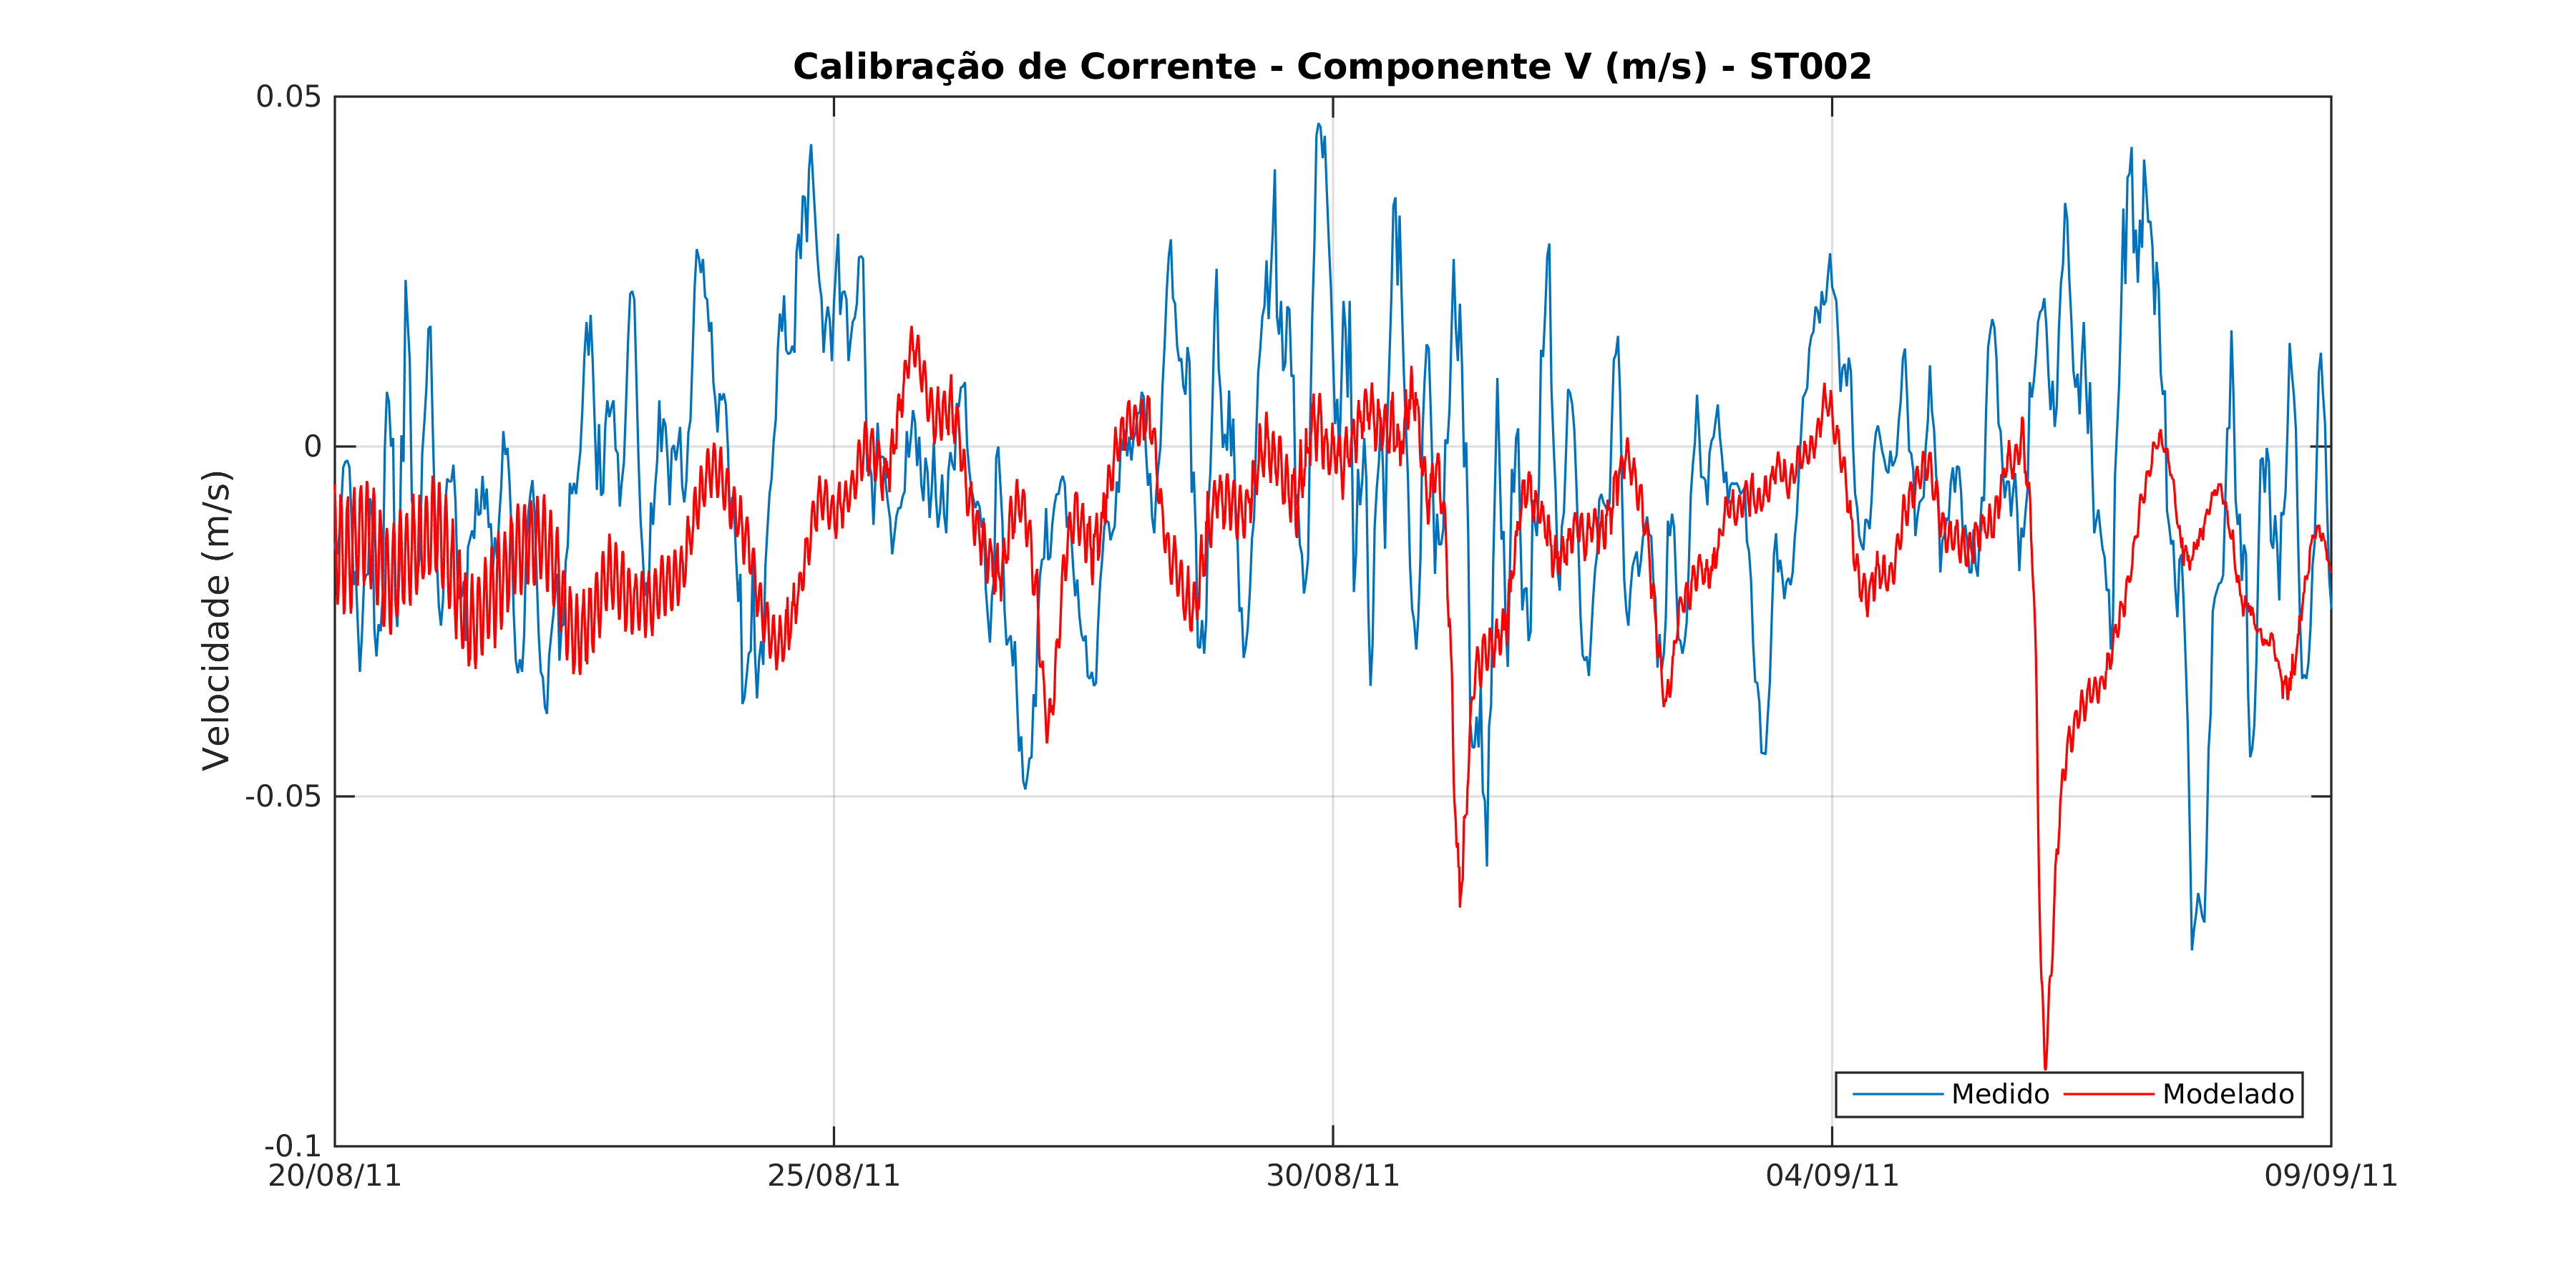 Calibração de Corrente - Componente V (m/s) - ST002
0.05
0
-0.05
-0.1
Velocidade (m/s)
20/08/11
25/08/11
30/08/11
04/09/11
09/09/11
Medido
Modelado